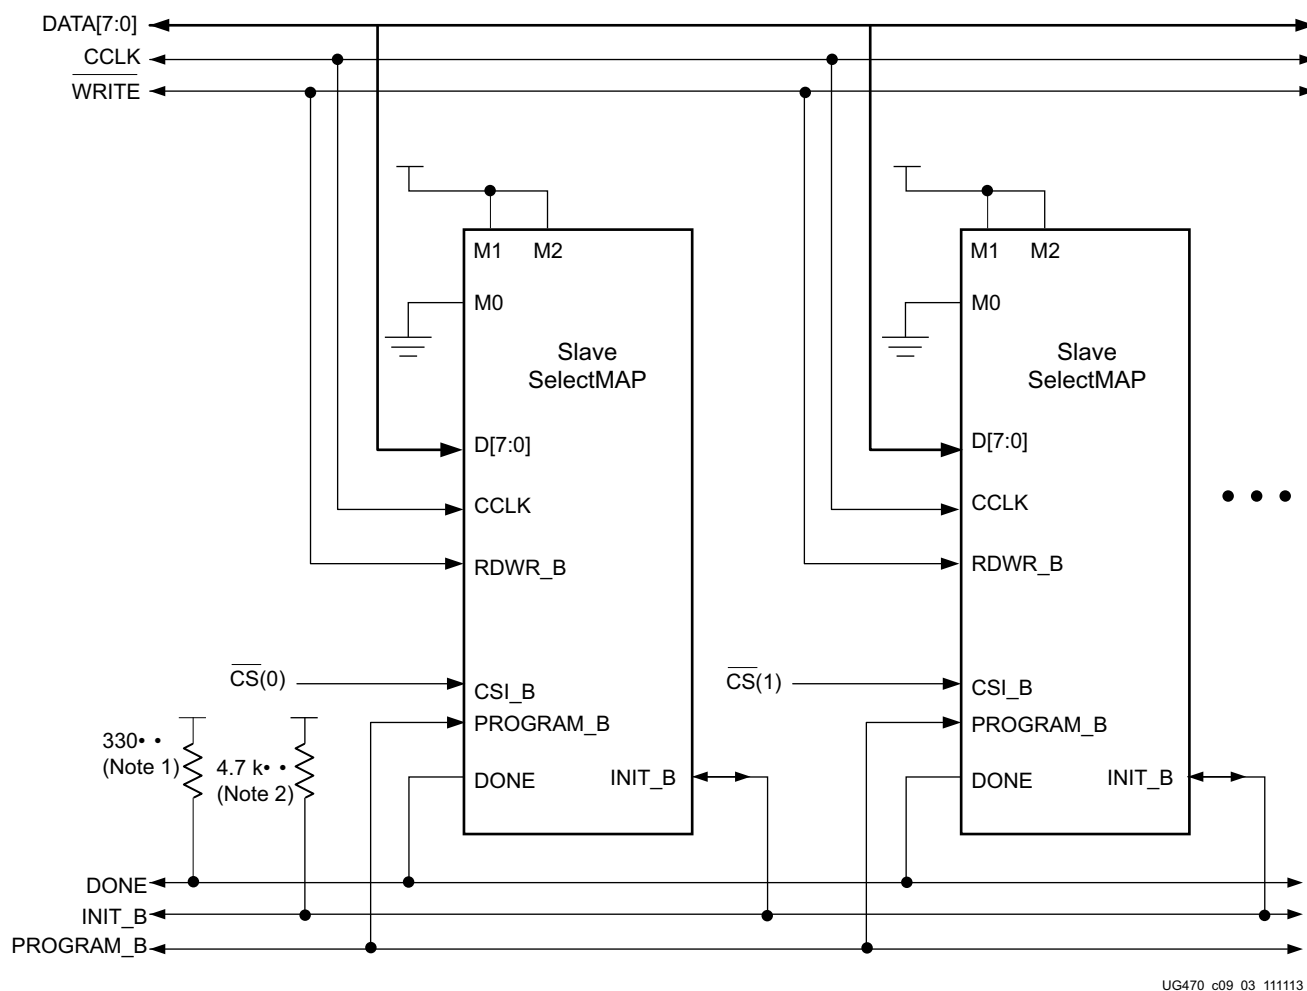 DATA[7:0]
CCLK
WRITE
M1 M2
M0
Slave
SelectMAP
D[7:0]
CCLK
RDWR_B
CS(0)
CSI_B
PROGRAM_B
DONE INIT_B
M1 M2
M0
Slave
SelectMAP
D[7:0]
CCLK
RDWR_B
CS(1)
CSI_B
PROGRAM_B
DONE INIT_B
330• •
(Note 1)
4.7 k• •
(Note 2)
DONE
INIT_B
PROGRAM_B
UG470_c09_03_111113